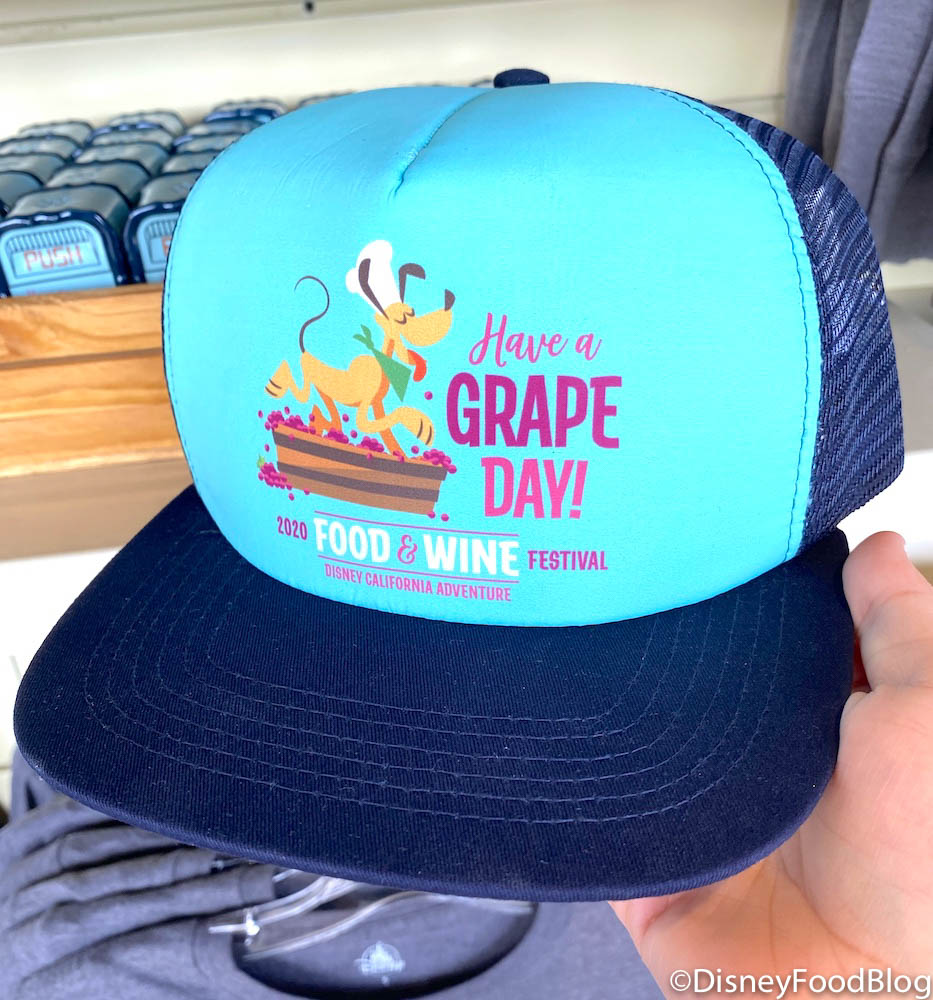 PUSH
Have a
GRAPE
DAY!
2020 FOOD & WINE FESTIVAL
DISNEY CALIFORNIA ADVENTURE
©DisneyFoodBlog